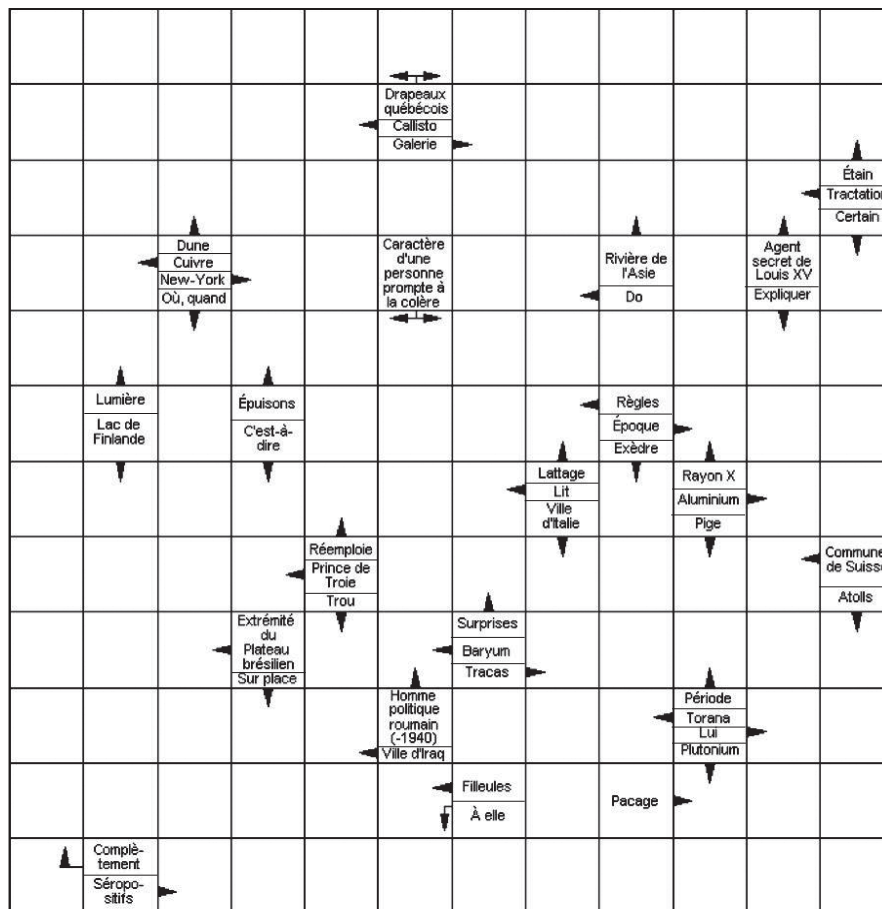 Drapeaux
québécois
Callisto
Galerie
Étain
Tractation
Certain
Dune
Cuivre
New-York
Où, quand
Caractère
d'une
personne
prompte à
la colère
Rivière de
l'Asie
Do
Agent
secret de
Louis XV
Expliquer
Lumière
Lac de
Finlande
Épuisons
C'est-à-
dire
Règles
Époque
Exèdre
Lattage
Lit
Ville
d'Italie
Rayon X
Aluminium
Pige
Réemploie
Prince de
Troie
Trou
Commune
de Suisse
Atolls
Extrémité
du
Plateau
brésilien
Sur place
Surprises
Baryum
Tracas
Homme
politique
roumain
(-1940)
Ville d'Iraq
Période
Torana
Lui
Plutonium
Filleules
À elle
Pacage
Complè-
tement
Séropo-
sitifs